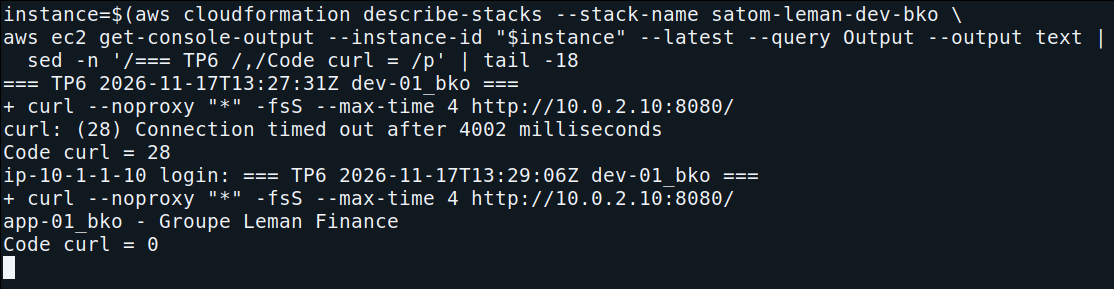 instance=$(aws cloudformation describe-stacks --stack-name satom-leman-dev-bko \
aws ec2 get-console-output --instance-id "$instance" --latest --query Output --output text |
  sed -n '/=== TP6 /,/Code curl = /p' | tail -18
=== TP6 2026-11-17T13:27:31Z dev-01_bko ===
+ curl --noproxy "*" -fsS --max-time 4 http://10.0.2.10:8080/
curl: (28) Connection timed out after 4002 milliseconds
Code curl = 28
ip-10-1-1-10 login: === TP6 2026-11-17T13:29:06Z dev-01_bko ===
+ curl --noproxy "*" -fsS --max-time 4 http://10.0.2.10:8080/
app-01_bko - Groupe Leman Finance
Code curl = 0